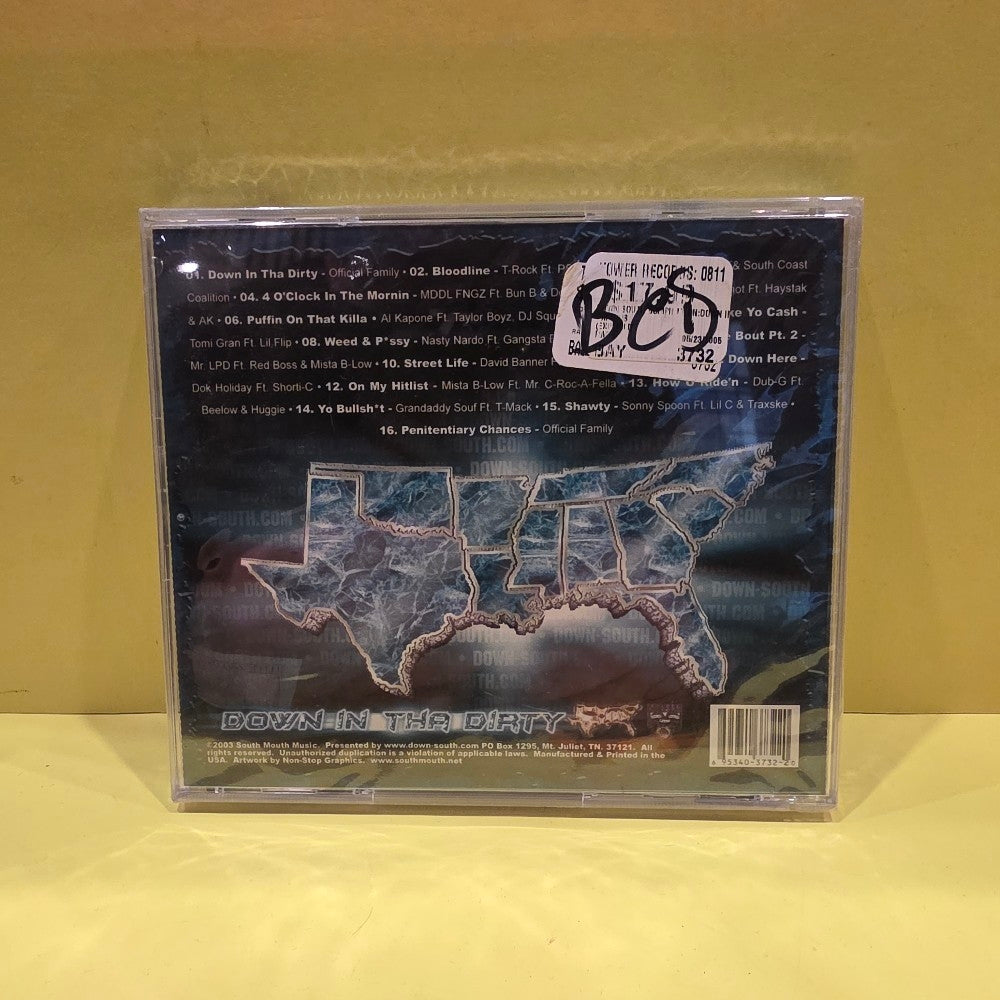 01. Down In Tha Dirty - Official Family • 02. Bloodline - T-Rock Ft. & South Coast
Coalition • 04. 4 O'Clock In The Mornin - MDDL FNGZ Ft. Bun B & Ft. Haystak
& AK • 06. Puffin On That Killa • Al Kapone Ft. Taylor Boyz, DJ Yo Cash -
Tomi Gran Ft. Lil Flip • 08. Weed & P*ssy - Nasty Nardo Ft. Gangsta Bout Pt. 2 -
Mr. LPD Ft. Red Boss & Mista B-Low • 10. Street Life - David Banner Down Here -
Dok Holiday Ft. Shorti-C • 12. On My Hitlist - Mista B-Low Ft. Mr. C-Roc-A-Fella • 13. How U Ride'n - Dub-G Ft.
Beelow & Huggie • 14. Yo Bullsh*t - Grandaddy Souf Ft. T-Mack • 15. Shawty - Sonny Spoon Ft. Lil C & Traxske •
16. Penitentiary Chances - Official Family
TOWER RECORDS: 0811
BCD
3732
DOWN-SOUTH.COM
DOWN IN THA DIRTY
©2003 South Mouth Music. Presented by www.down-south.com PO Box 1295, Mt. Juliet, TN. 37121. All
rights reserved. Unauthorized duplication is a violation of applicable laws. Manufactured & Printed in the
USA. Artwork by Non-Stop Graphics. www.southmouth.net
6 95340-3732-2